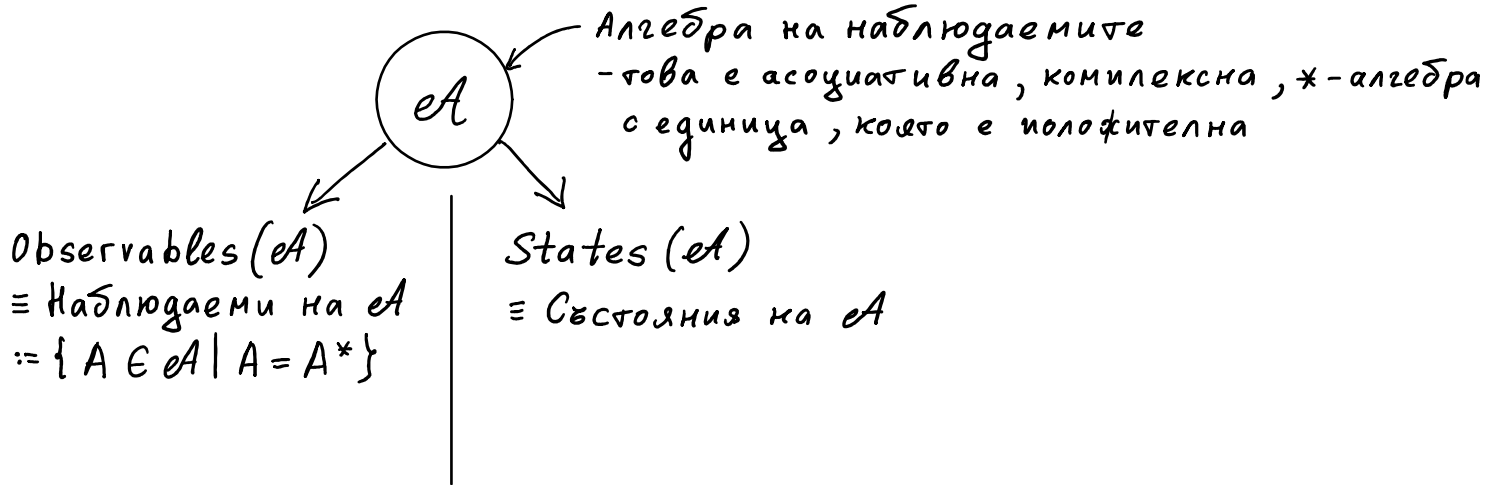 Алгебра на наблюдаемите
- това е асоциативна, комплексна, *-алгебра
с единица, която е положителна
𝒜
Observables(𝒜)
≡ Наблюдаеми на 𝒜
:= { A ∈ 𝒜 | A = A* }
States(𝒜)
≡ Състояния на 𝒜